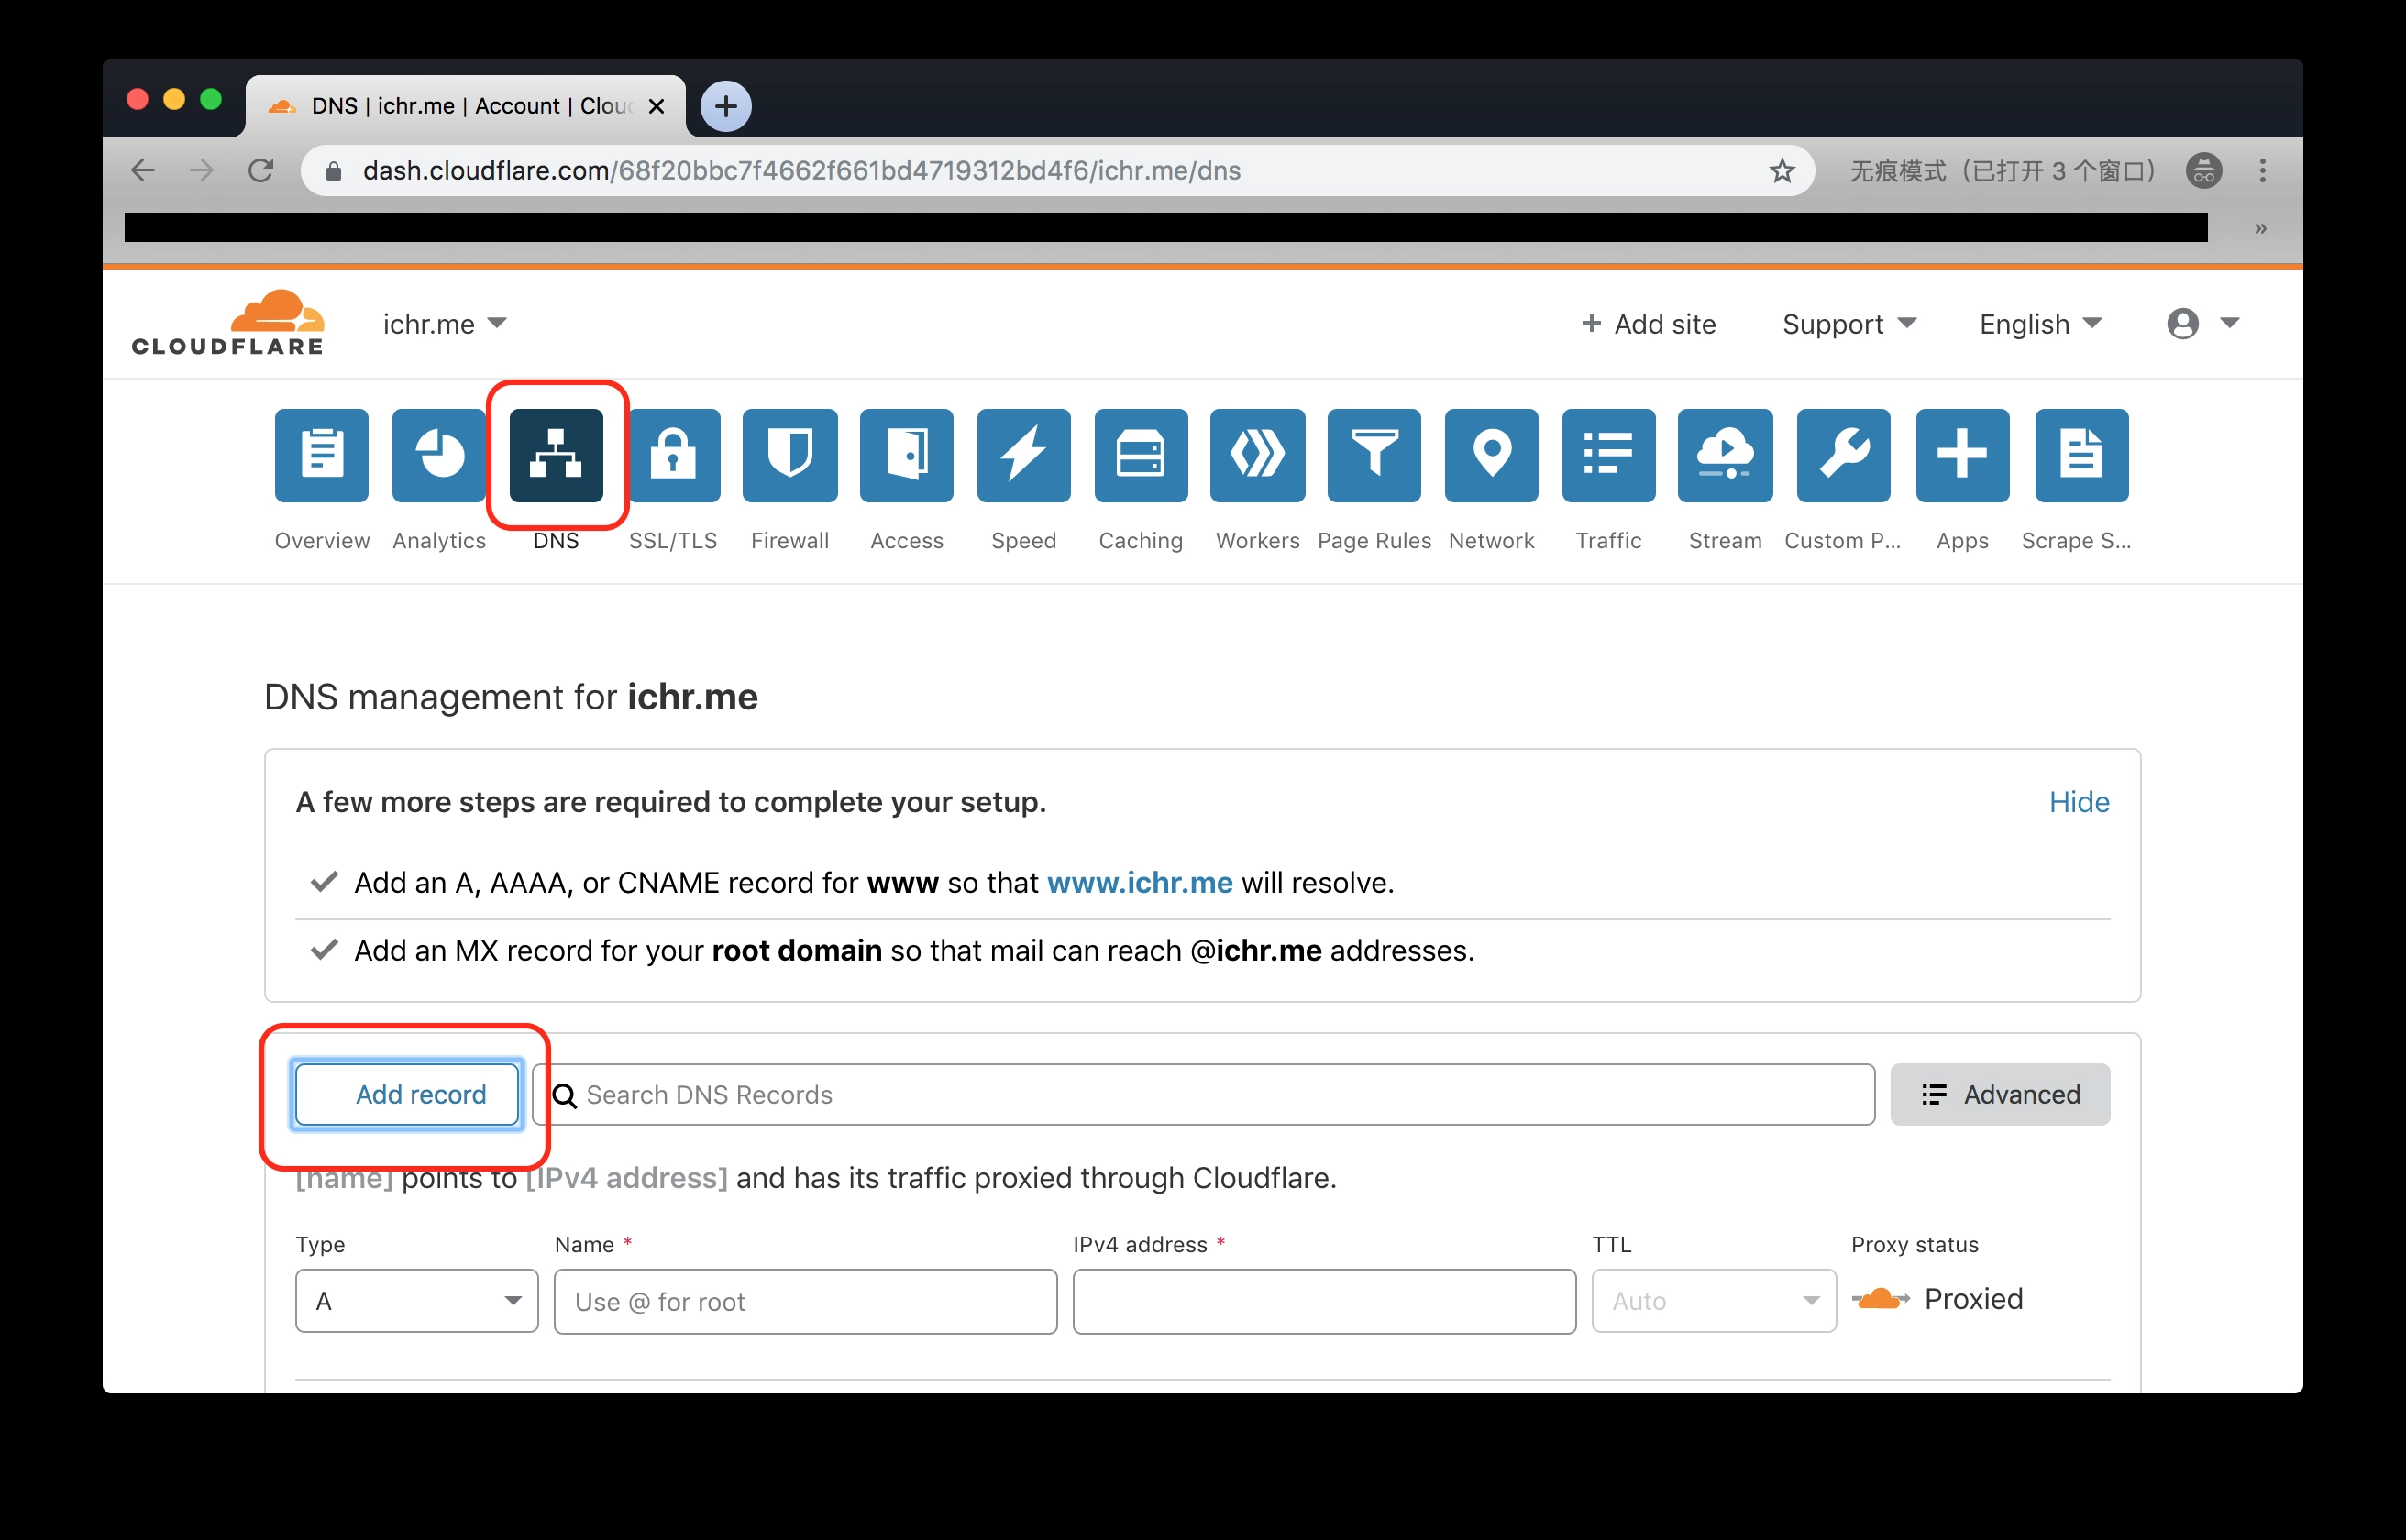 DNS | ichr.me | Account | Clou
dash.cloudflare.com/68f20bbc7f4662f661bd4719312bd4f6/ichr.me/dns
无痕模式（已打开 3 个窗口）
CLOUDFLARE
ichr.me
+ Add site
Support
English
Overview
Analytics
DNS
SSL/TLS
Firewall
Access
Speed
Caching
Workers
Page Rules
Network
Traffic
Stream
Custom P...
Apps
Scrape S...
DNS management for ichr.me
A few more steps are required to complete your setup.
Hide
Add an A, AAAA, or CNAME record for www so that www.ichr.me will resolve.
Add an MX record for your root domain so that mail can reach @ichr.me addresses.
Add record
Search DNS Records
Advanced
[name] points to [IPv4 address] and has its traffic proxied through Cloudflare.
Type
Name *
IPv4 address *
TTL
Proxy status
A
Use @ for root
Auto
Proxied